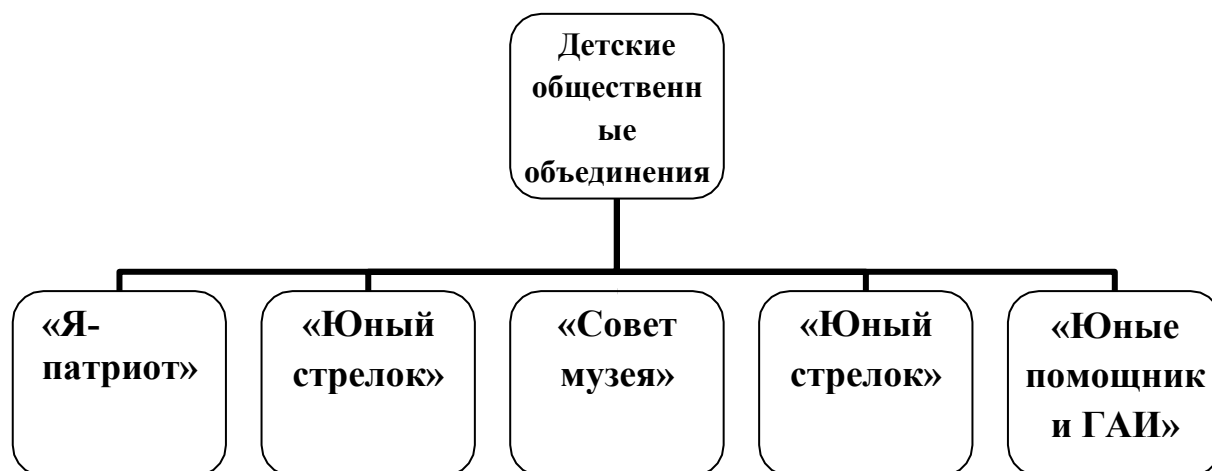 Детские
общественн
ые
объединения
«Я-
патриот»
«Юный
стрелок»
«Совет
музея»
«Юный
стрелок»
«Юные
помощник
и ГАИ»